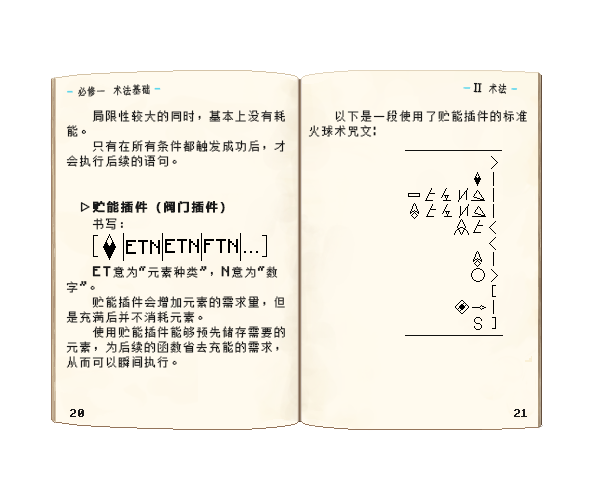 - 必修一 术法基础 -
局限性较大的同时，基本上没有耗
能。
只有在所有条件都触发成功后，才
会执行后续的语句。
▷贮能插件（阀门插件）
书写：
[ |ETN|ETN|FTN|...]
ET意为“元素种类”，N意为“数
字”。
贮能插件会增加元素的需求量，但
是充满后并不消耗元素。
使用贮能插件能够预先储存需要的
元素，为后续的函数省去充能的需求，
从而可以瞬间执行。
20
- II 术法 -
以下是一段使用了贮能插件的标准
火球术咒文：
21